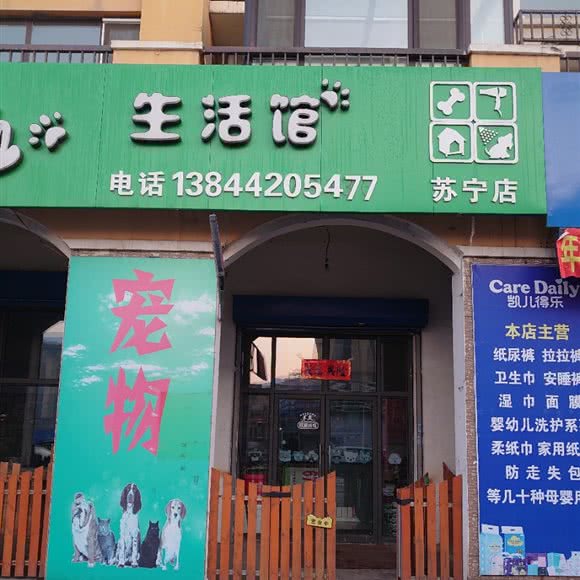 生活馆
电话 13844205477
苏宁店
宠物
Care Daily
凯儿得乐
本店主营
纸尿裤 拉拉裤
卫生巾 安睡裤
湿巾面膜
婴幼儿洗护系
柔纸巾 家用纸
防走失包
等几十种母婴用
年